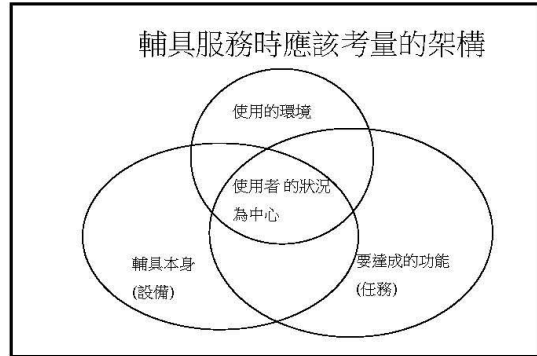 輔具服務時應該考量的架構
使用的環境
使用者 的狀況
為中心
輔具本身
(設備)
要達成的功能
(任務)